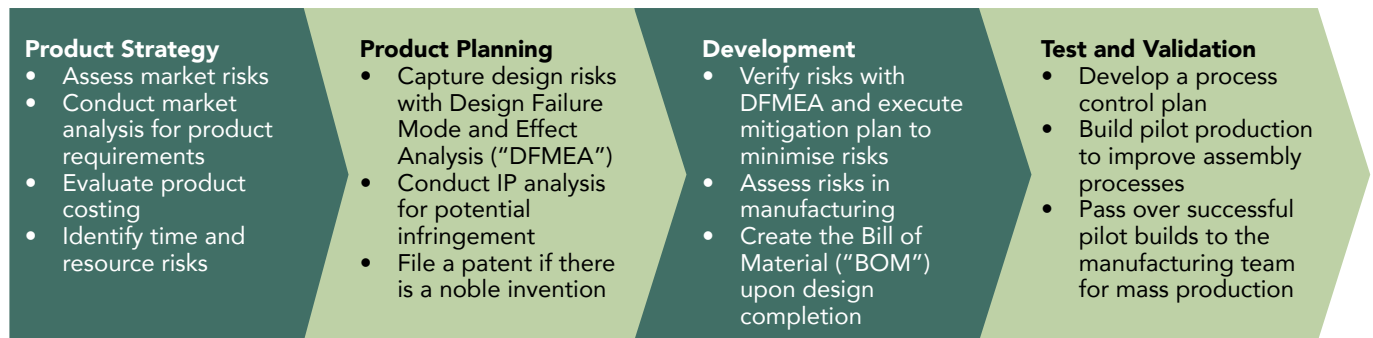 Product Strategy
• Assess market risks
• Conduct market
analysis for product
requirements
• Evaluate product
costing
• Identify time and
resource risks
Product Planning
• Capture design risks
with Design Failure
Mode and Effect
Analysis (“DFMEA”)
• Conduct IP analysis
for potential
infringement
• File a patent if there
is a noble invention
Development
• Verify risks with
DFMEA and execute
mitigation plan to
minimise risks
• Assess risks in
manufacturing
• Create the Bill of
Material (“BOM”)
upon design
completion
Test and Validation
• Develop a process
control plan
• Build pilot production
to improve assembly
processes
• Pass over successful
pilot builds to the
manufacturing team
for mass production